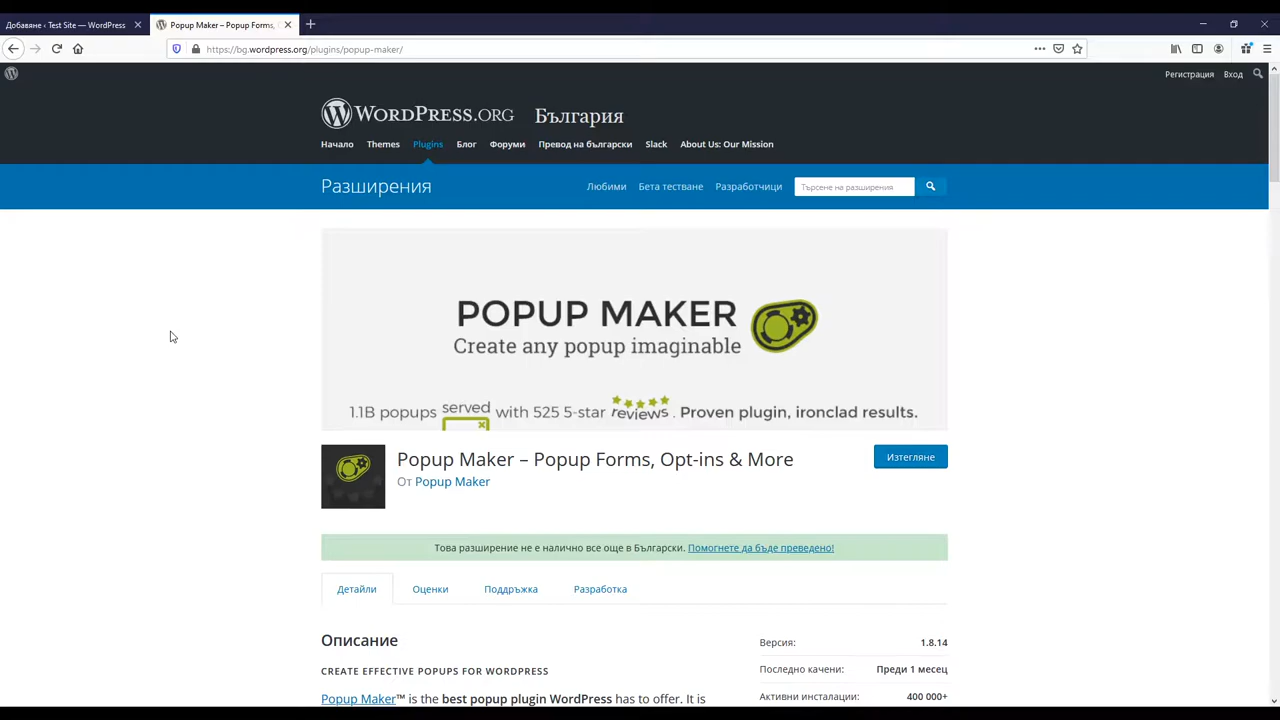 Добавяне ‹ Test Site — WordPress
Popup Maker – Popup Forms,
https://bg.wordpress.org/plugins/popup-maker/
Регистрация Вход
WORDPRESS.ORG България
Начало Themes Plugins Блог Форуми Превод на български Slack About Us: Our Mission
Разширения Любими Бета тестване Разработчици Търсене на разширения
POPUP MAKER
Create any popup imaginable
1.1B popups served with 525 5-star reviews. Proven plugin, ironclad results.
Popup Maker – Popup Forms, Opt-ins & More
Изтегляне
От Popup Maker
Това разширение не е налично все още в Български. Помогнете да бъде преведено!
Детайли Оценки Поддръжка Разработка
Описание
Версия: 1.8.14
CREATE EFFECTIVE POPUPS FOR WORDPRESS
Последно качени: Преди 1 месец
Popup Maker™ is the best popup plugin WordPress has to offer. It is
Активни инсталации: 400 000+